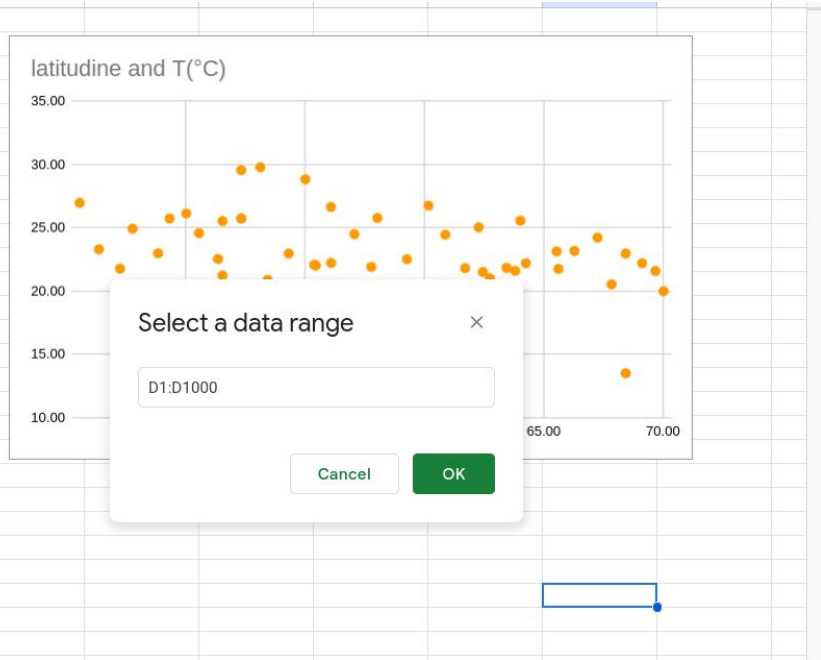 latitudine and T(°C)
35.00
30.00
25.00
20.00
15.00
10.00
65.00
70.00
Select a data range
D1:D1000
Cancel
OK